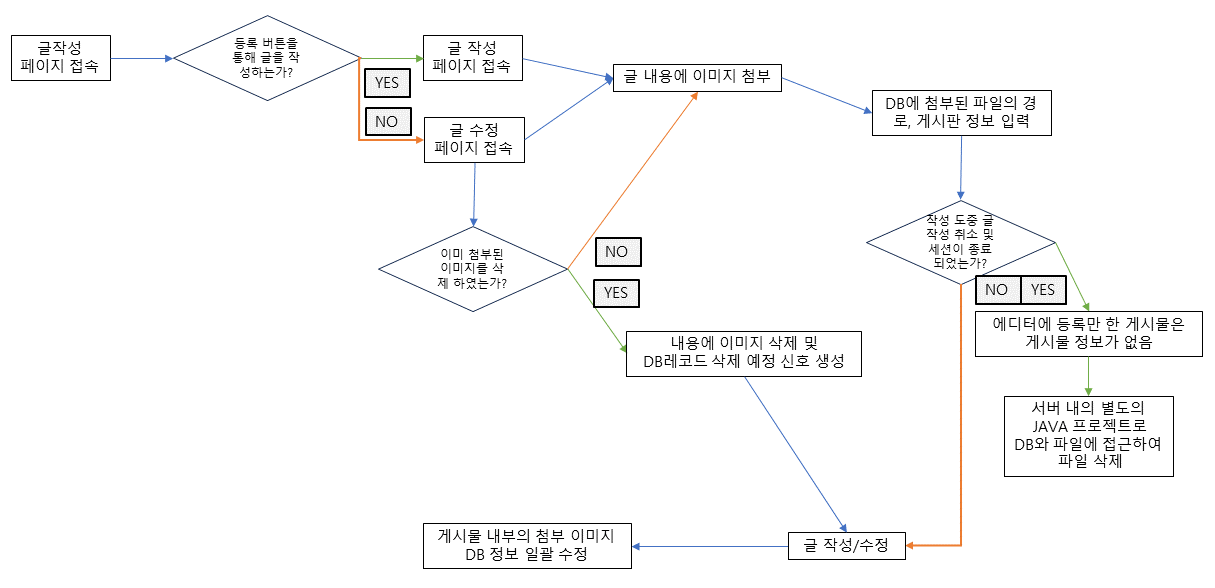 글작성
페이지 접속
등록 버튼을
통해 글을 작
성하는가?
YES
NO
글 작성
페이지 접속
글 수정
페이지 접속
글 내용에 이미지 첨부
DB에 첨부된 파일의 경
로, 게시판 정보 입력
이미 첨부된
이미지를 삭
제 하였는가?
NO
YES
작성 도중 글
작성 취소 및
세션이 종료
되었는가?
NO
YES
에디터에 등록만 한 게시물은
게시물 정보가 없음
내용에 이미지 삭제 및
DB레코드 삭제 예정 신호 생성
서버 내의 별도의
JAVA 프로젝트로
DB와 파일에 접근하여
파일 삭제
글 작성/수정
게시물 내부의 첨부 이미지
DB 정보 일괄 수정